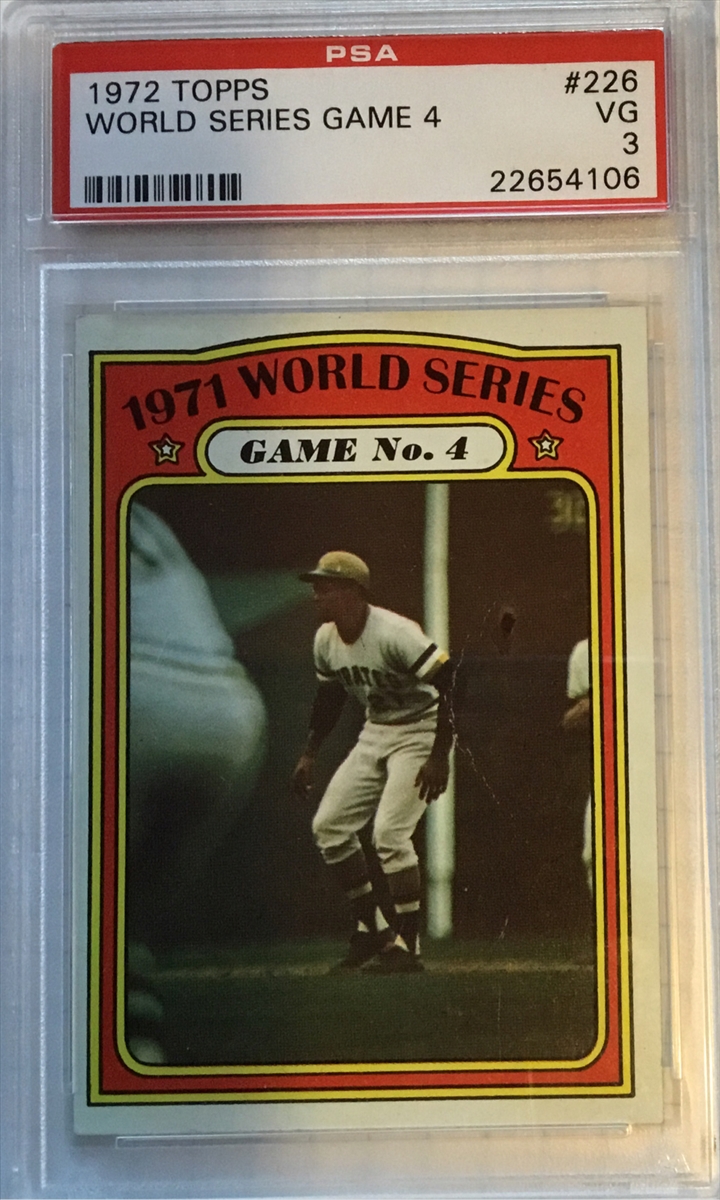 PSA
1972 TOPPS #226
WORLD SERIES GAME 4 VG
3
22654106
1971 WORLD SERIES
GAME No. 4